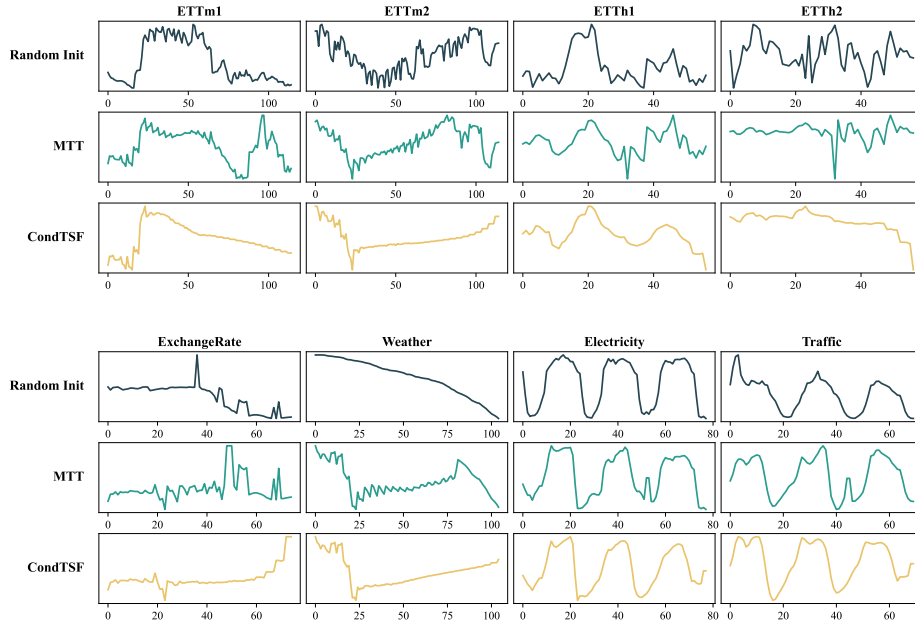 ETTm1 ETTm2 ETTh1 ETTh2
Random Init
0 50 100 0 50 100 0 20 40 0 20 40
MTT
0 50 100 0 50 100 0 20 40 0 20 40
CondTSF
0 50 100 0 50 100 0 20 40 0 20 40
ExchangeRate Weather Electricity Traffic
Random Init
0 20 40 60 0 25 50 75 100 0 20 40 60 80 0 20 40 60
MTT
0 20 40 60 0 25 50 75 100 0 20 40 60 80 0 20 40 60
CondTSF
0 20 40 60 0 25 50 75 100 0 20 40 60 80 0 20 40 60